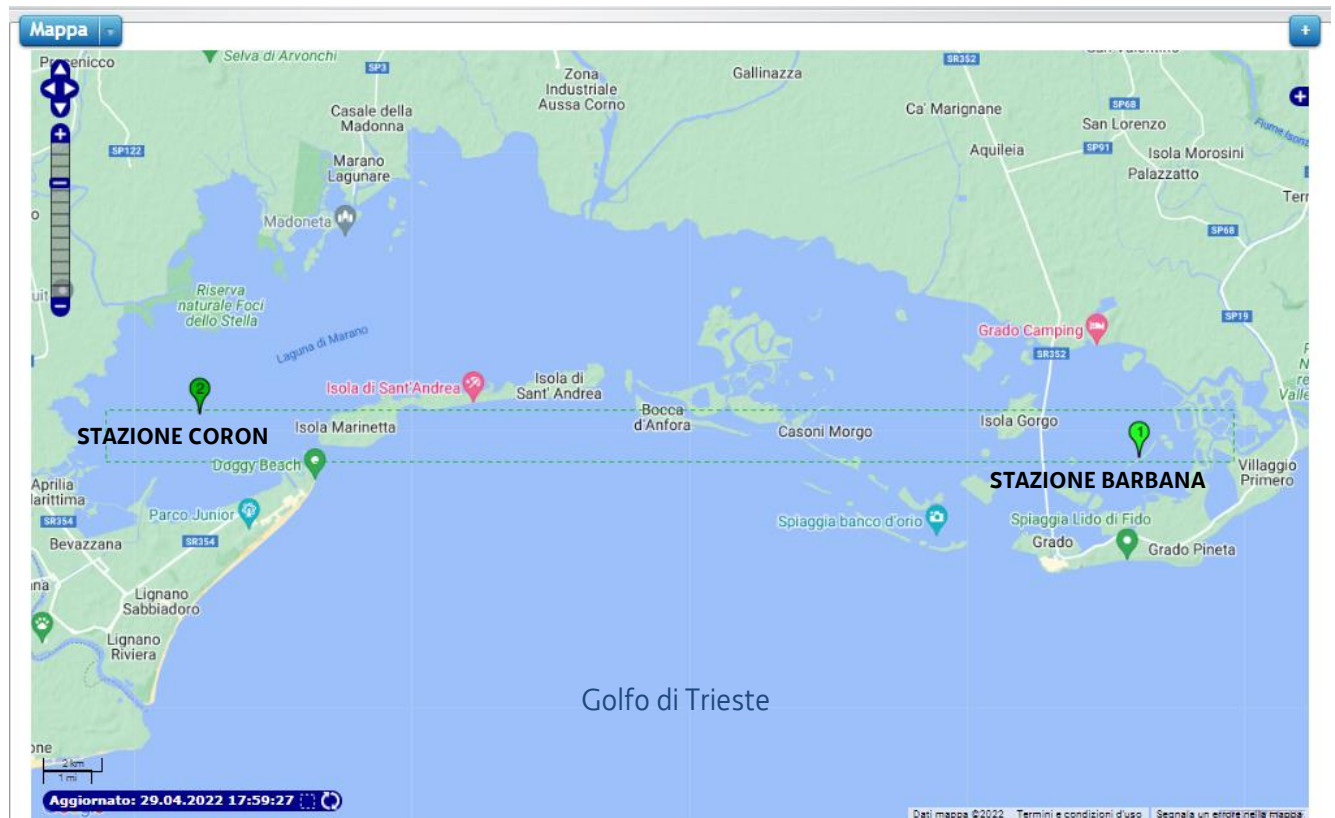 Mappa
Selva di Arvonchi
SP3
Zona
Industriale
Aussa Corno
Gallinazza
SR352
Casale della
Madonna
Ca' Marignane
SP68
San Lorenzo
SP122
Marano
Lagunare
Aquileia
SP91
Isola Morosini
Palazzatto
Madoneta
SP68
Riserva
naturale Foci
dello Stella
SP19
Laguna di Marano
Grado Camping
SR352
2
Isola di Sant'Andrea
Isola di
Sant' Andrea
STAZIONE CORON
Isola Marinetta
Bocca
d'Anfora
Casoni Morgo
Isola Gorgo
1
Doggy Beach
STAZIONE BARBANA
Villaggio
Primero
Aprilia
Marittima
SR354
Parco Junior
Spiaggia banco d'orio
Spiaggia Lido di Fido
Bevazzana
SR354
Grado
Grado Pineta
Lignano
Sabbiadoro
Lignano
Riviera
Golfo di Trieste
2 km
1 mi
Aggiornato: 29.04.2022 17:59:27
Dati mappa ©2022 Termini e condizioni d'uso Segnala un errore nella mappa